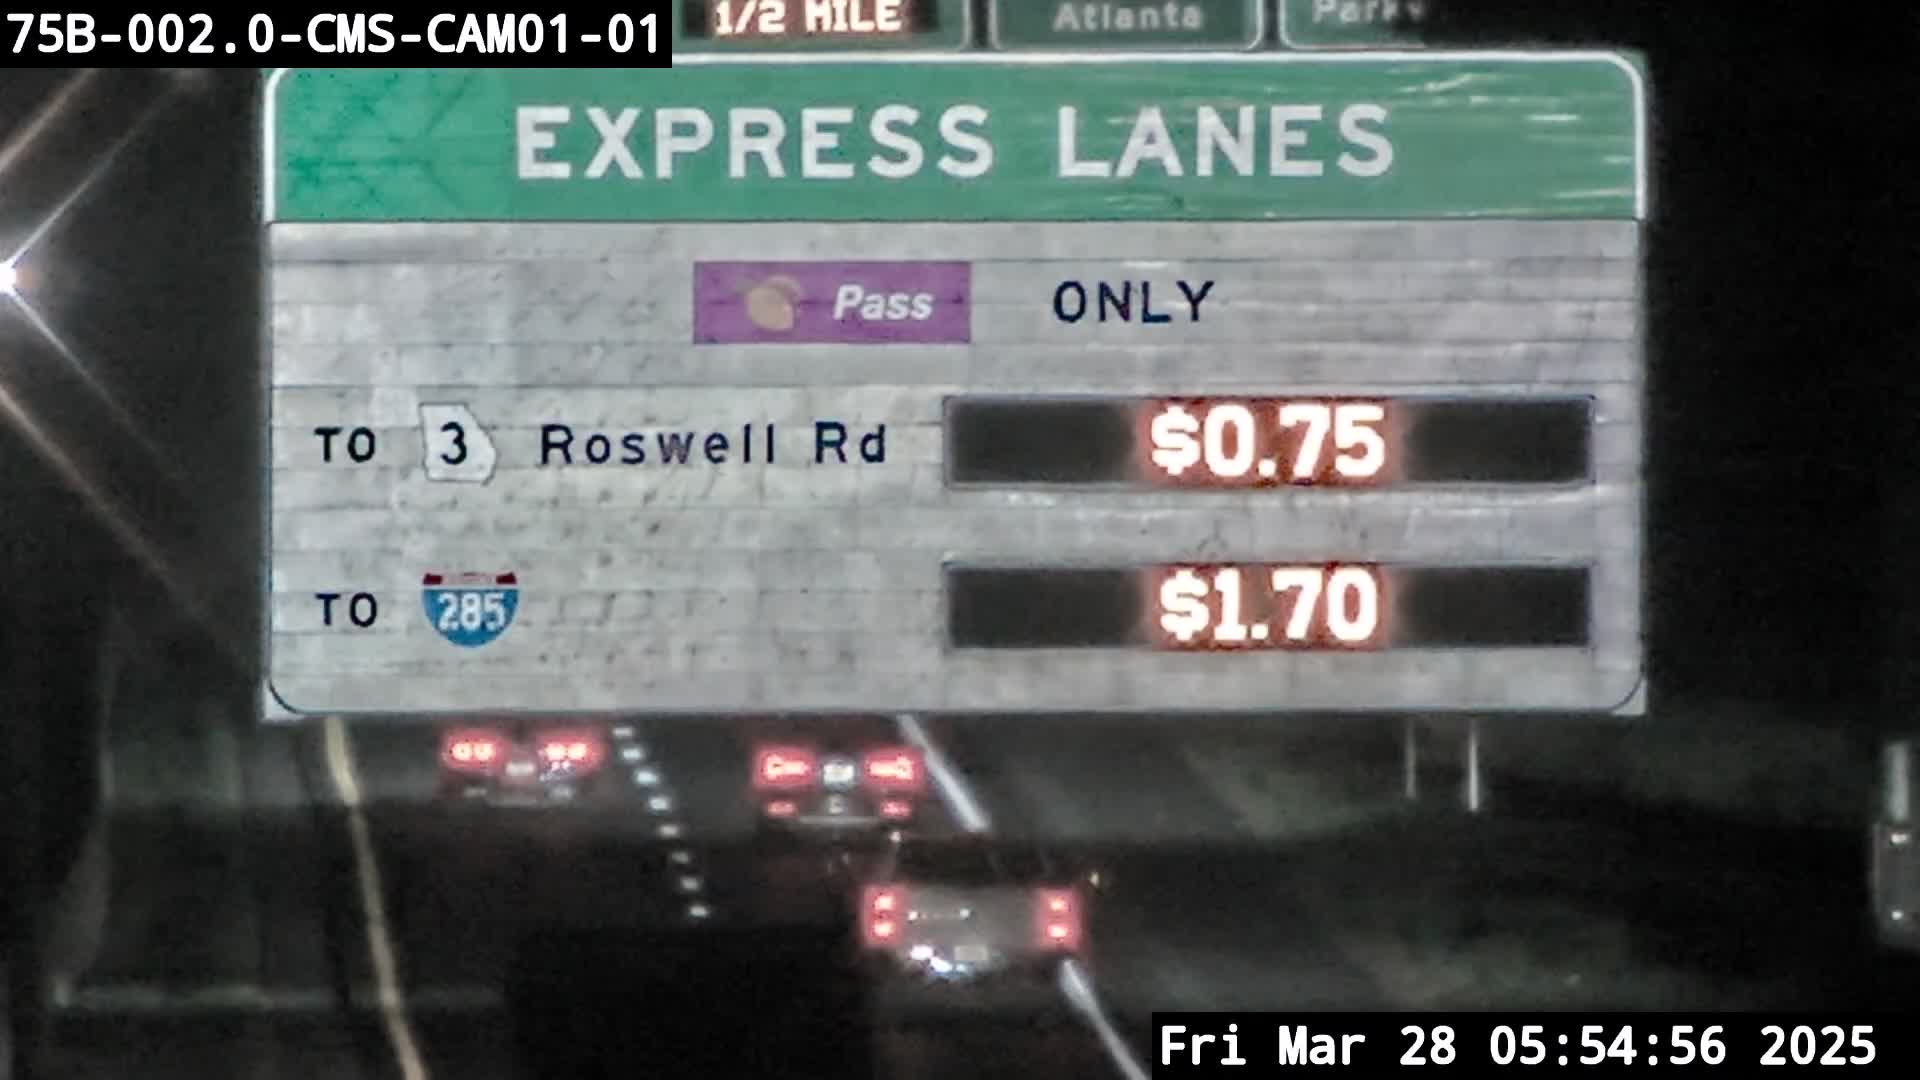 75B-002.0-CMS-CAM01-01
1/2 MILE
Atlanta
EXPRESS LANES
Pass ONLY
TO 3 Roswell Rd $0.75
TO 285 $1.70
Fri Mar 28 05:54:56 2025